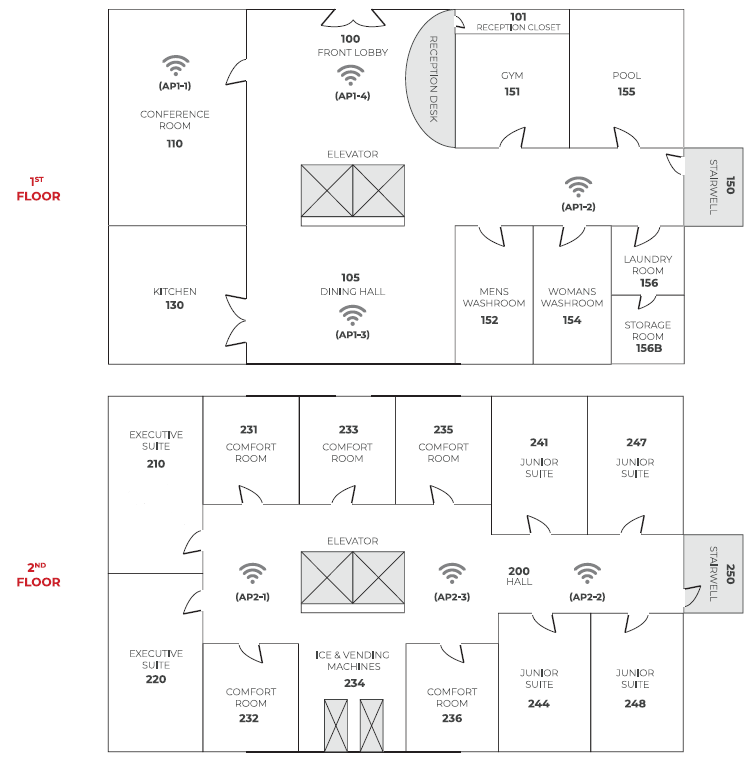 1ST
FLOOR
(AP1-1)
CONFERENCE
ROOM
110
100
FRONT LOBBY
(AP1-4)
RECEPTION DESK
101
RECEPTION CLOSET
GYM
151
POOL
155
ELEVATOR
(AP1-2)
STAIRWELL
150
KITCHEN
130
105
DINING HALL
(AP1-3)
MENS
WASHROOM
152
WOMANS
WASHROOM
154
LAUNDRY
ROOM
156
STORAGE
ROOM
156B
2ND
FLOOR
EXECUTIVE
SUITE
210
231
COMFORT
ROOM
233
COMFORT
ROOM
235
COMFORT
ROOM
241
JUNIOR
SUITE
247
JUNIOR
SUITE
ELEVATOR
(AP2-1)
(AP2-3)
200
HALL
(AP2-2)
STAIRWELL
250
EXECUTIVE
SUITE
220
COMFORT
ROOM
232
ICE & VENDING
MACHINES
234
COMFORT
ROOM
236
JUNIOR
SUITE
244
JUNIOR
SUITE
248